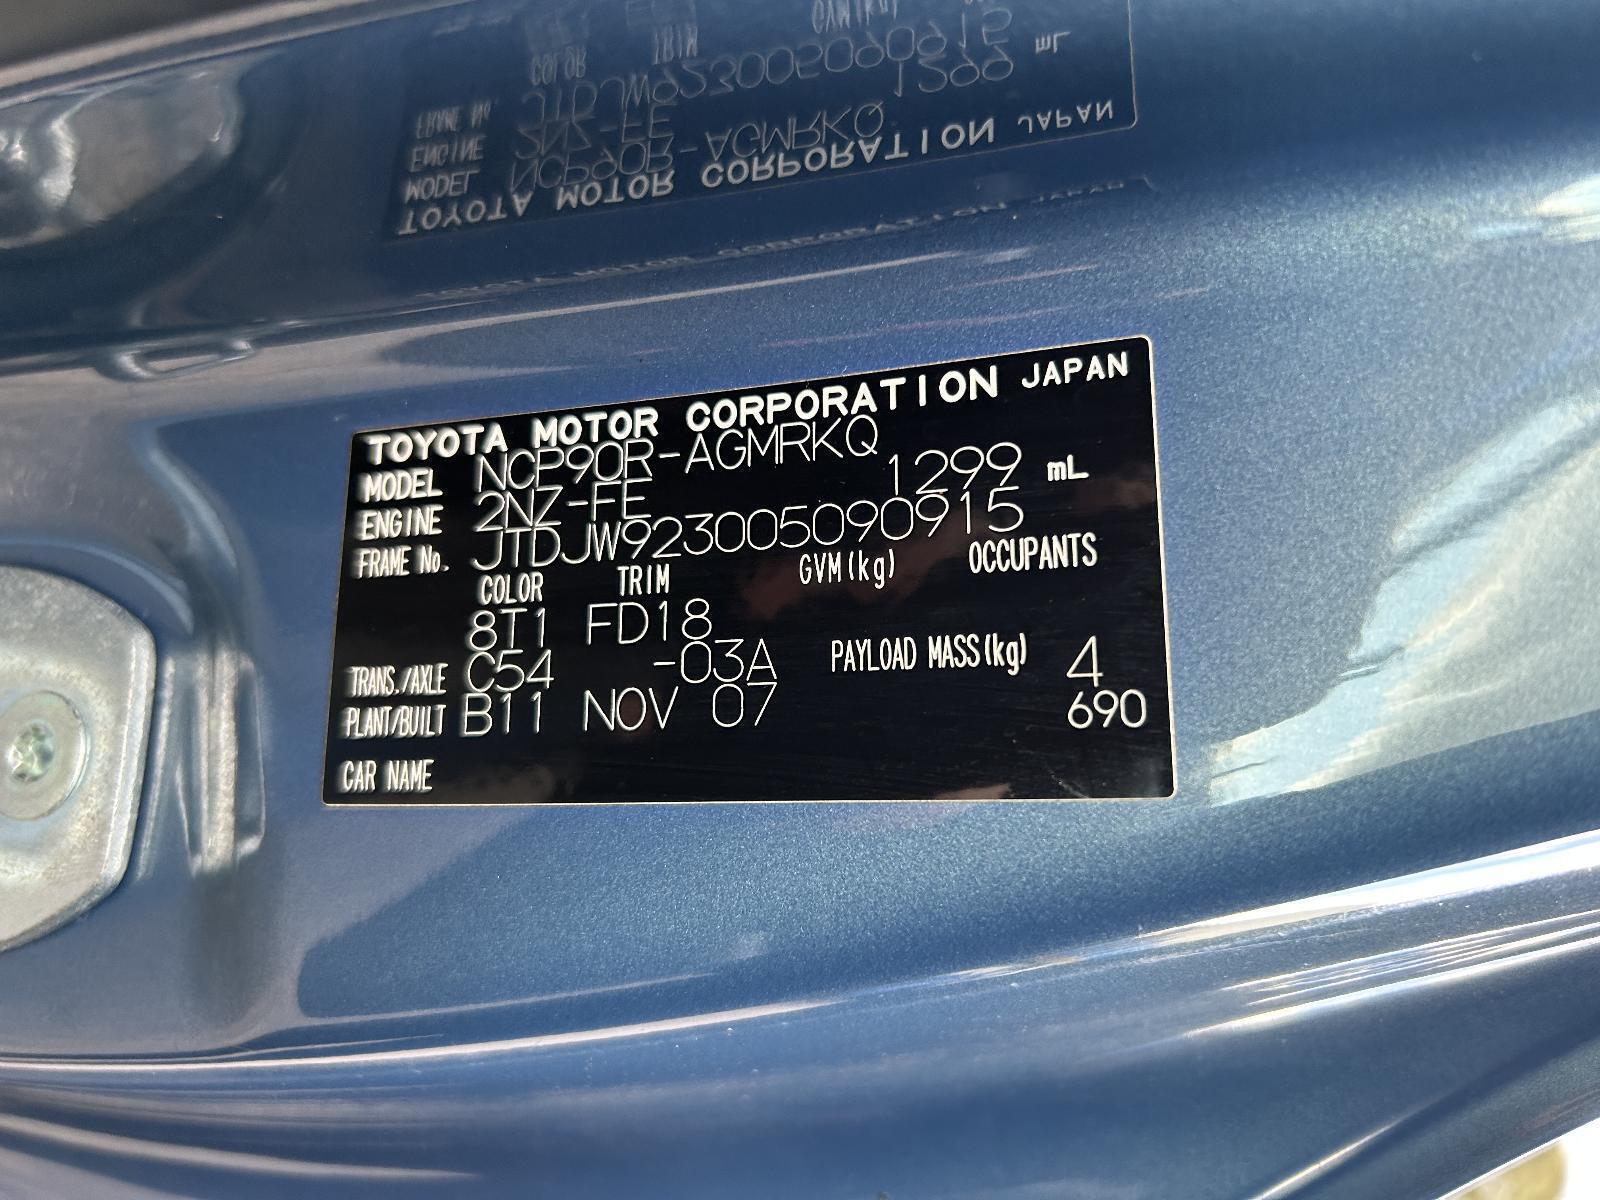 TOYOTA MOTOR CORPORATION JAPAN
MODEL NCP90R-AGMRKQ
ENGINE 2NZ-FE 1299 mL
FRAME No. JTDJW923005090915
COLOR TRIM GVM(kg) OCCUPANTS
8T1 FD18
TRANS./AXLE C54 -03A PAYLOAD MASS(kg) 4
PLANT/BUILT B11 NOV 07 690
CAR NAME